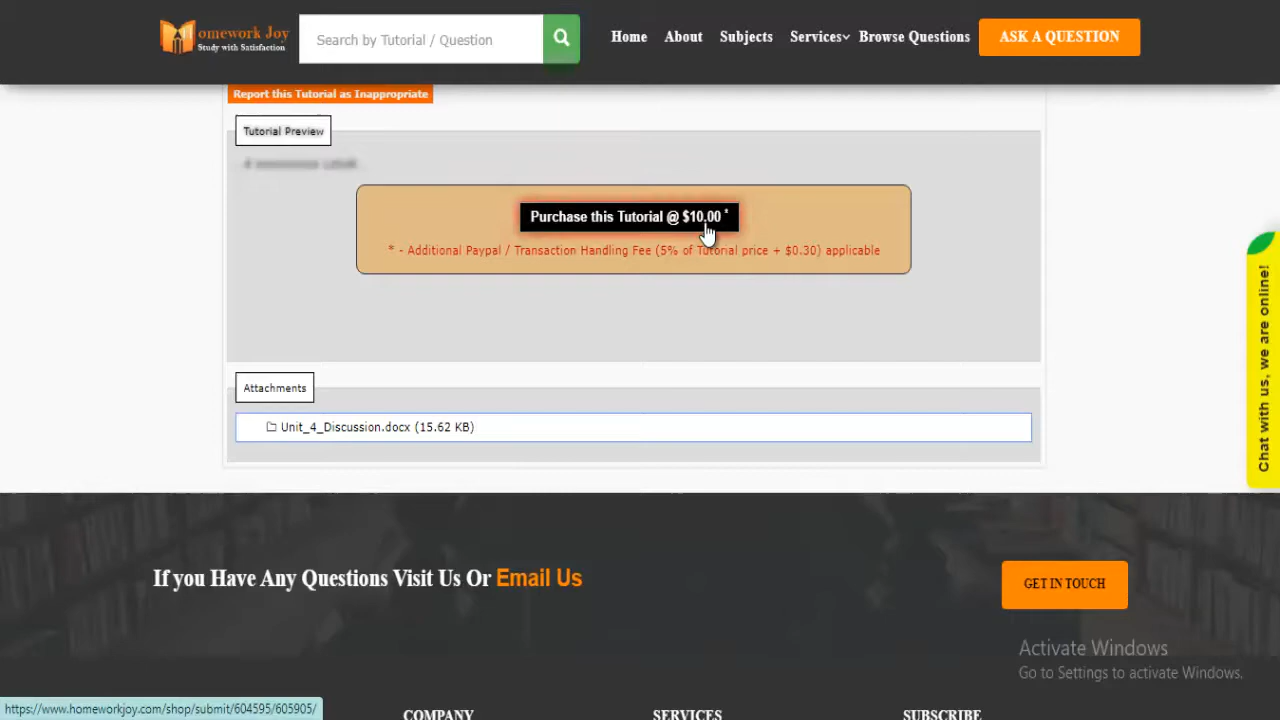 omework Joy
Study with Satisfaction
Search by Tutorial / Question
Home About Subjects Services Browse Questions
ASK A QUESTION
Report this Tutorial as Inappropriate
Tutorial Preview
Purchase this Tutorial @ $10.00 *
* - Additional Paypal / Transaction Handling Fee (5% of Tutorial price + $0.30) applicable
Chat with us, we are online!
Attachments
Unit_4_Discussion.docx (15.62 KB)
If you Have Any Questions Visit Us Or Email Us
GET IN TOUCH
Activate Windows
Go to Settings to activate Windows.
https://www.homeworkjoy.com/shop/submit/604595/605905/
COMPANY SERVICES SUBSCRIBE